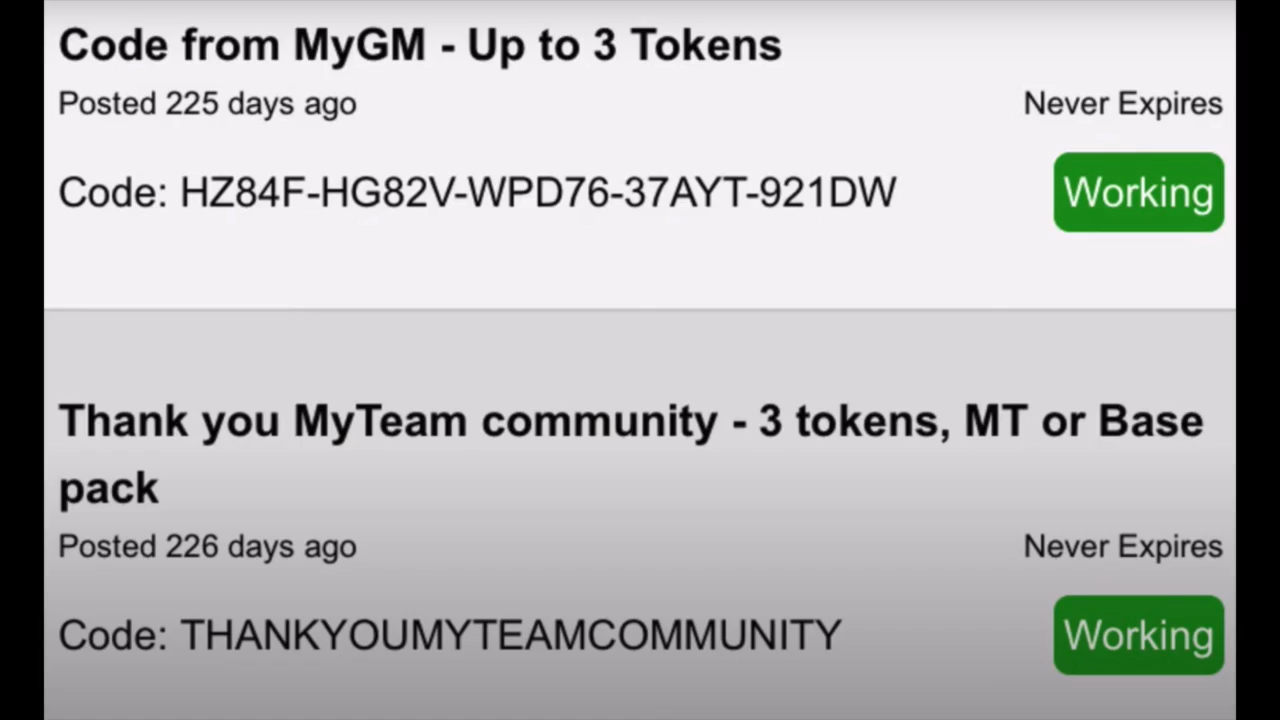 Code from MyGM - Up to 3 Tokens
Posted 225 days ago
Never Expires
Code: HZ84F-HG82V-WPD76-37AYT-921DW
Working
Thank you MyTeam community - 3 tokens, MT or Base
pack
Posted 226 days ago
Never Expires
Code: THANKYOUMYTEAMCOMMUNITY
Working